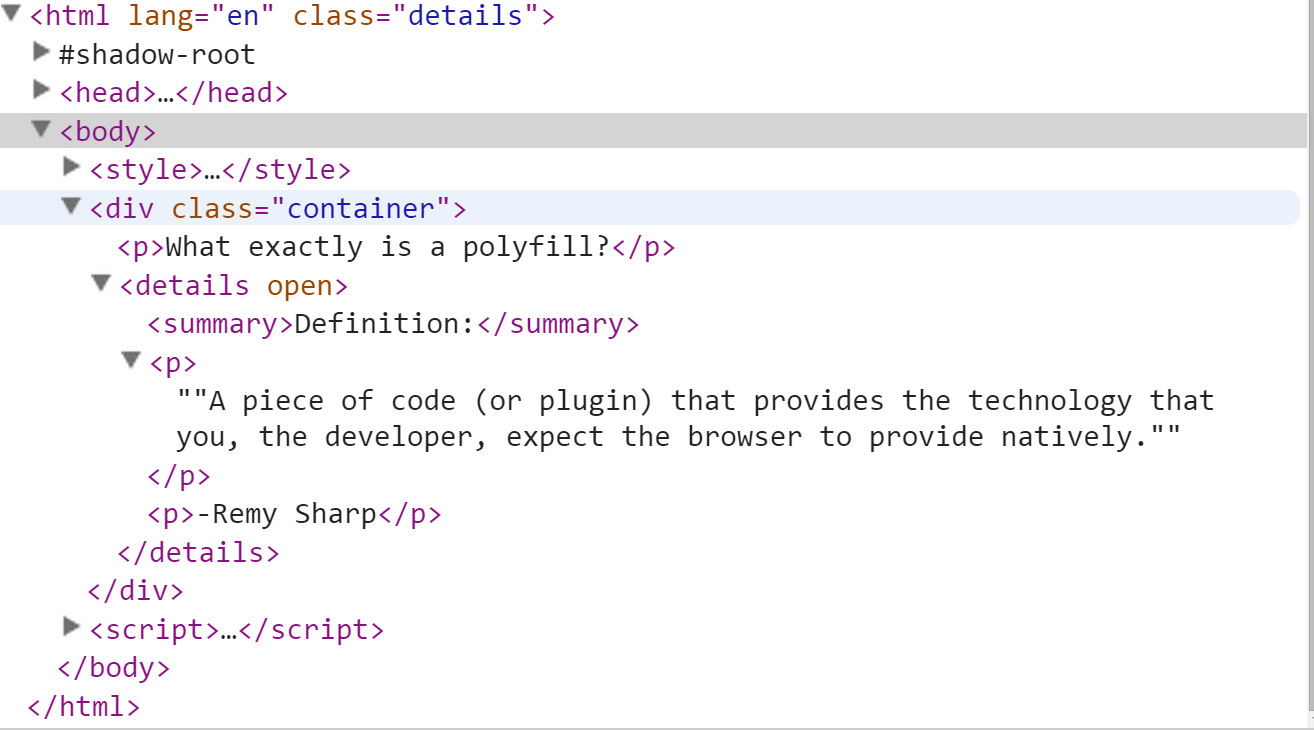 <html lang="en" class="details">
#shadow-root
<head>…</head>
<body>
<style>…</style>
<div class="container">
<p>What exactly is a polyfill?</p>
<details open>
<summary>Definition:</summary>
<p>
""A piece of code (or plugin) that provides the technology that
you, the developer, expect the browser to provide natively.""
</p>
<p>-Remy Sharp</p>
</details>
</div>
<script>…</script>
</body>
</html>